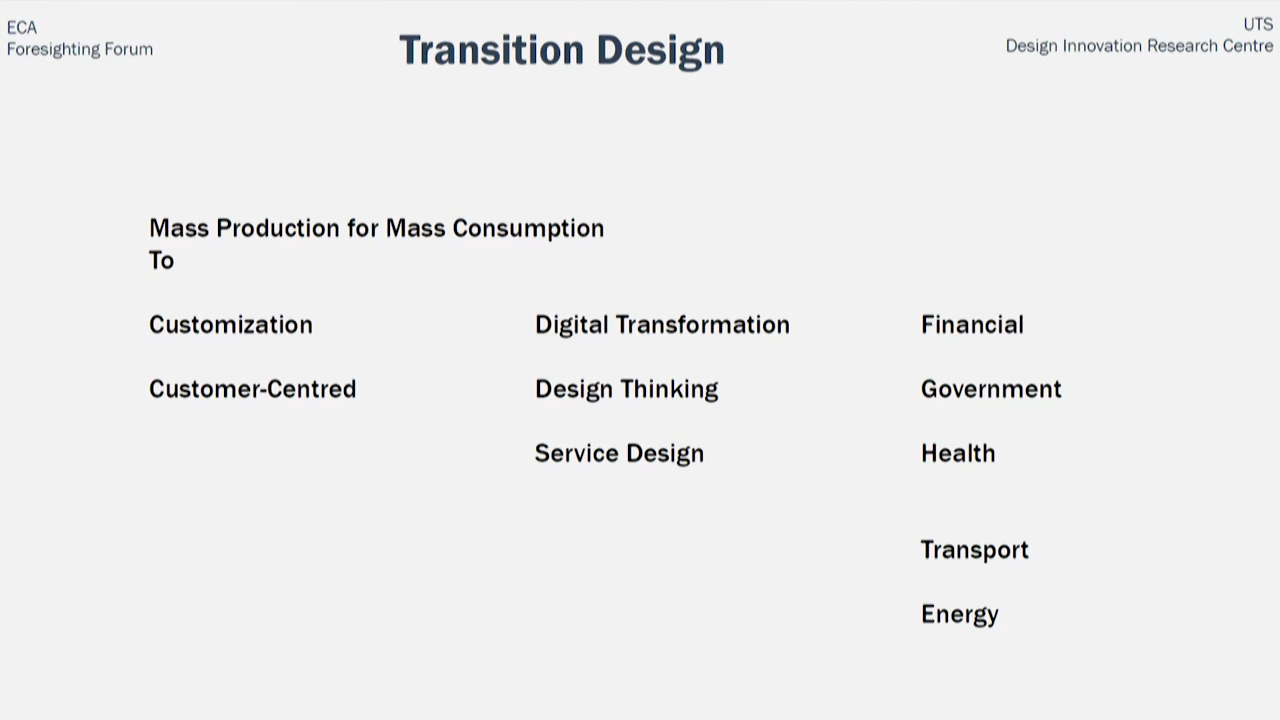 ECA
Foresighting Forum
Transition Design
UTS
Design Innovation Research Centre
Mass Production for Mass Consumption
To
Customization
Digital Transformation
Financial
Customer-Centred
Design Thinking
Government
Service Design
Health
Transport
Energy